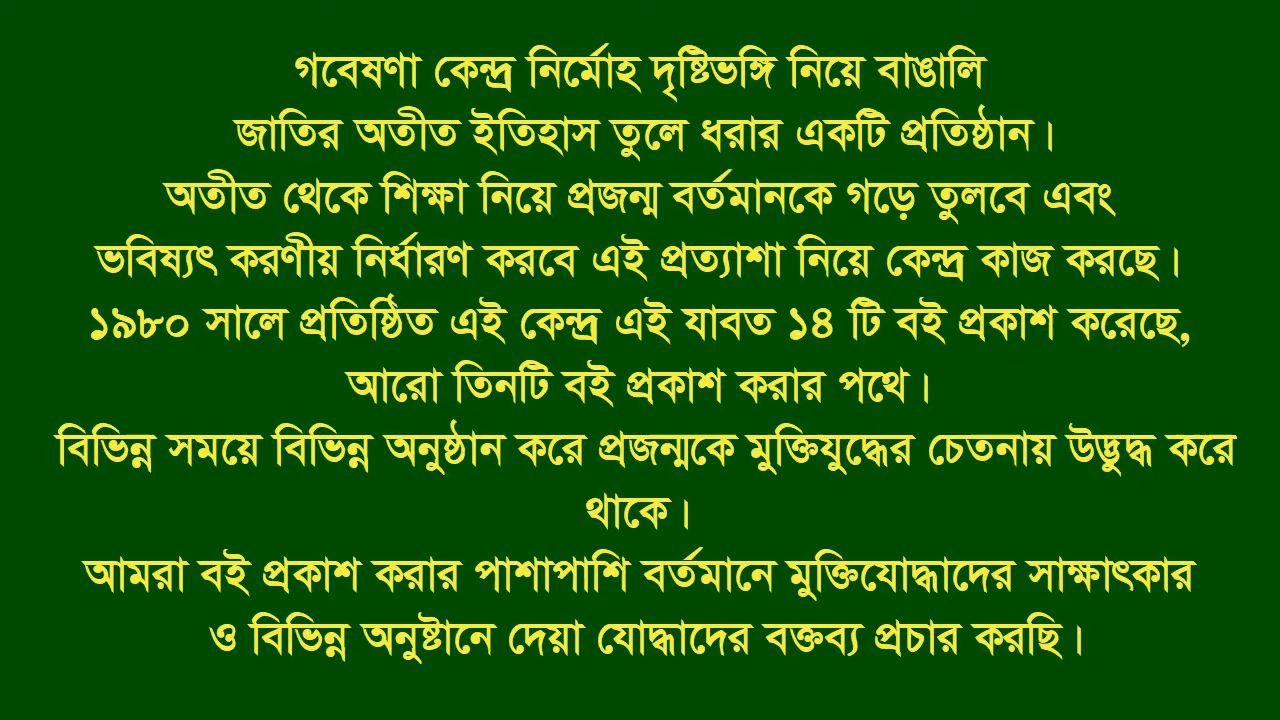 গবেষণা কেন্দ্র নির্মোহ দৃষ্টিভঙ্গি নিয়ে বাঙালি
জাতির অতীত ইতিহাস তুলে ধরার একটি প্রতিষ্ঠান।
অতীত থেকে শিক্ষা নিয়ে প্রজন্ম বর্তমানকে গড়ে তুলবে এবং
ভবিষ্যৎ করণীয় নির্ধারণ করবে এই প্রত্যাশা নিয়ে কেন্দ্র কাজ করছে।
১৯৮০ সালে প্রতিষ্ঠিত এই কেন্দ্র এই যাবত ১৪ টি বই প্রকাশ করেছে,
আরো তিনটি বই প্রকাশ করার পথে।
বিভিন্ন সময়ে বিভিন্ন অনুষ্ঠান করে প্রজন্মকে মুক্তিযুদ্ধের চেতনায় উদ্ভুদ্ধ করে
থাকে।
আমরা বই প্রকাশ করার পাশাপাশি বর্তমানে মুক্তিযোদ্ধাদের সাক্ষাৎকার
ও বিভিন্ন অনুষ্টানে দেয়া যোদ্ধাদের বক্তব্য প্রচার করছি।